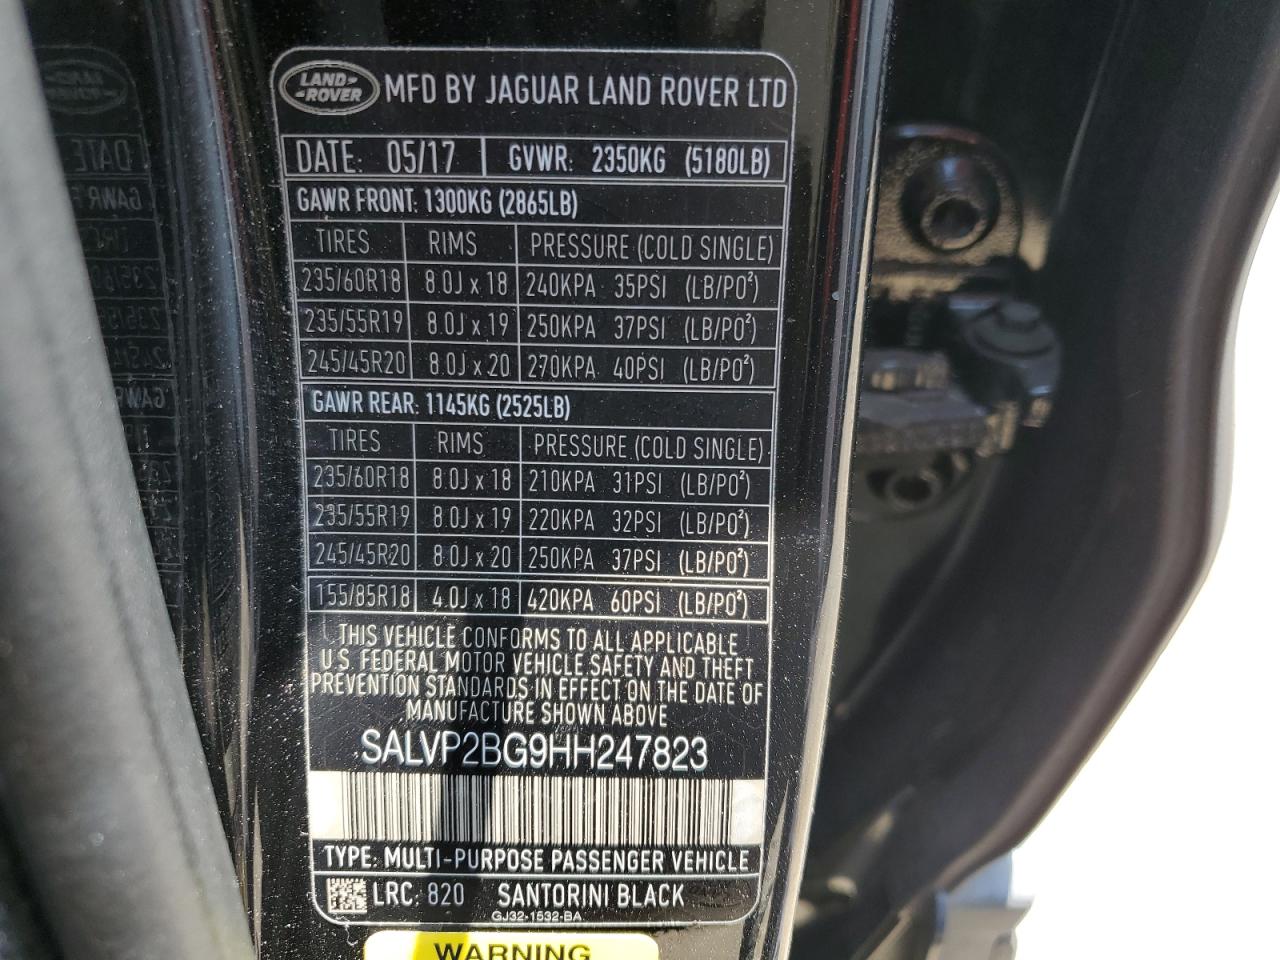 LAND-
-ROVER
MFD BY JAGUAR LAND ROVER LTD
DATE: 05/17 GVWR: 2350KG (5180LB)
GAWR FRONT: 1300KG (2865LB)
TIRES RIMS PRESSURE (COLD SINGLE)
235/60R18 8.0J x 18 240KPA 35PSI (LB/PO²)
235/55R19 8.0J x 19 250KPA 37PSI (LB/PO²)
245/45R20 8.0J x 20 270KPA 40PSI (LB/PO²)
GAWR REAR: 1145KG (2525LB)
TIRES RIMS PRESSURE (COLD SINGLE)
235/60R18 8.0J x 18 210KPA 31PSI (LB/PO²)
235/55R19 8.0J x 19 220KPA 32PSI (LB/PO²)
245/45R20 8.0J x 20 250KPA 37PSI (LB/PO²)
155/85R18 4.0J x 18 420KPA 60PSI (LB/PO²)
THIS VEHICLE CONFORMS TO ALL APPLICABLE
U.S. FEDERAL MOTOR VEHICLE SAFETY AND THEFT
PREVENTION STANDARDS IN EFFECT ON THE DATE OF
MANUFACTURE SHOWN ABOVE
SALVP2BG9HH247823
TYPE: MULTI-PURPOSE PASSENGER VEHICLE
LRC: 820 SANTORINI BLACK
GJ32-1532-BA
WARNING